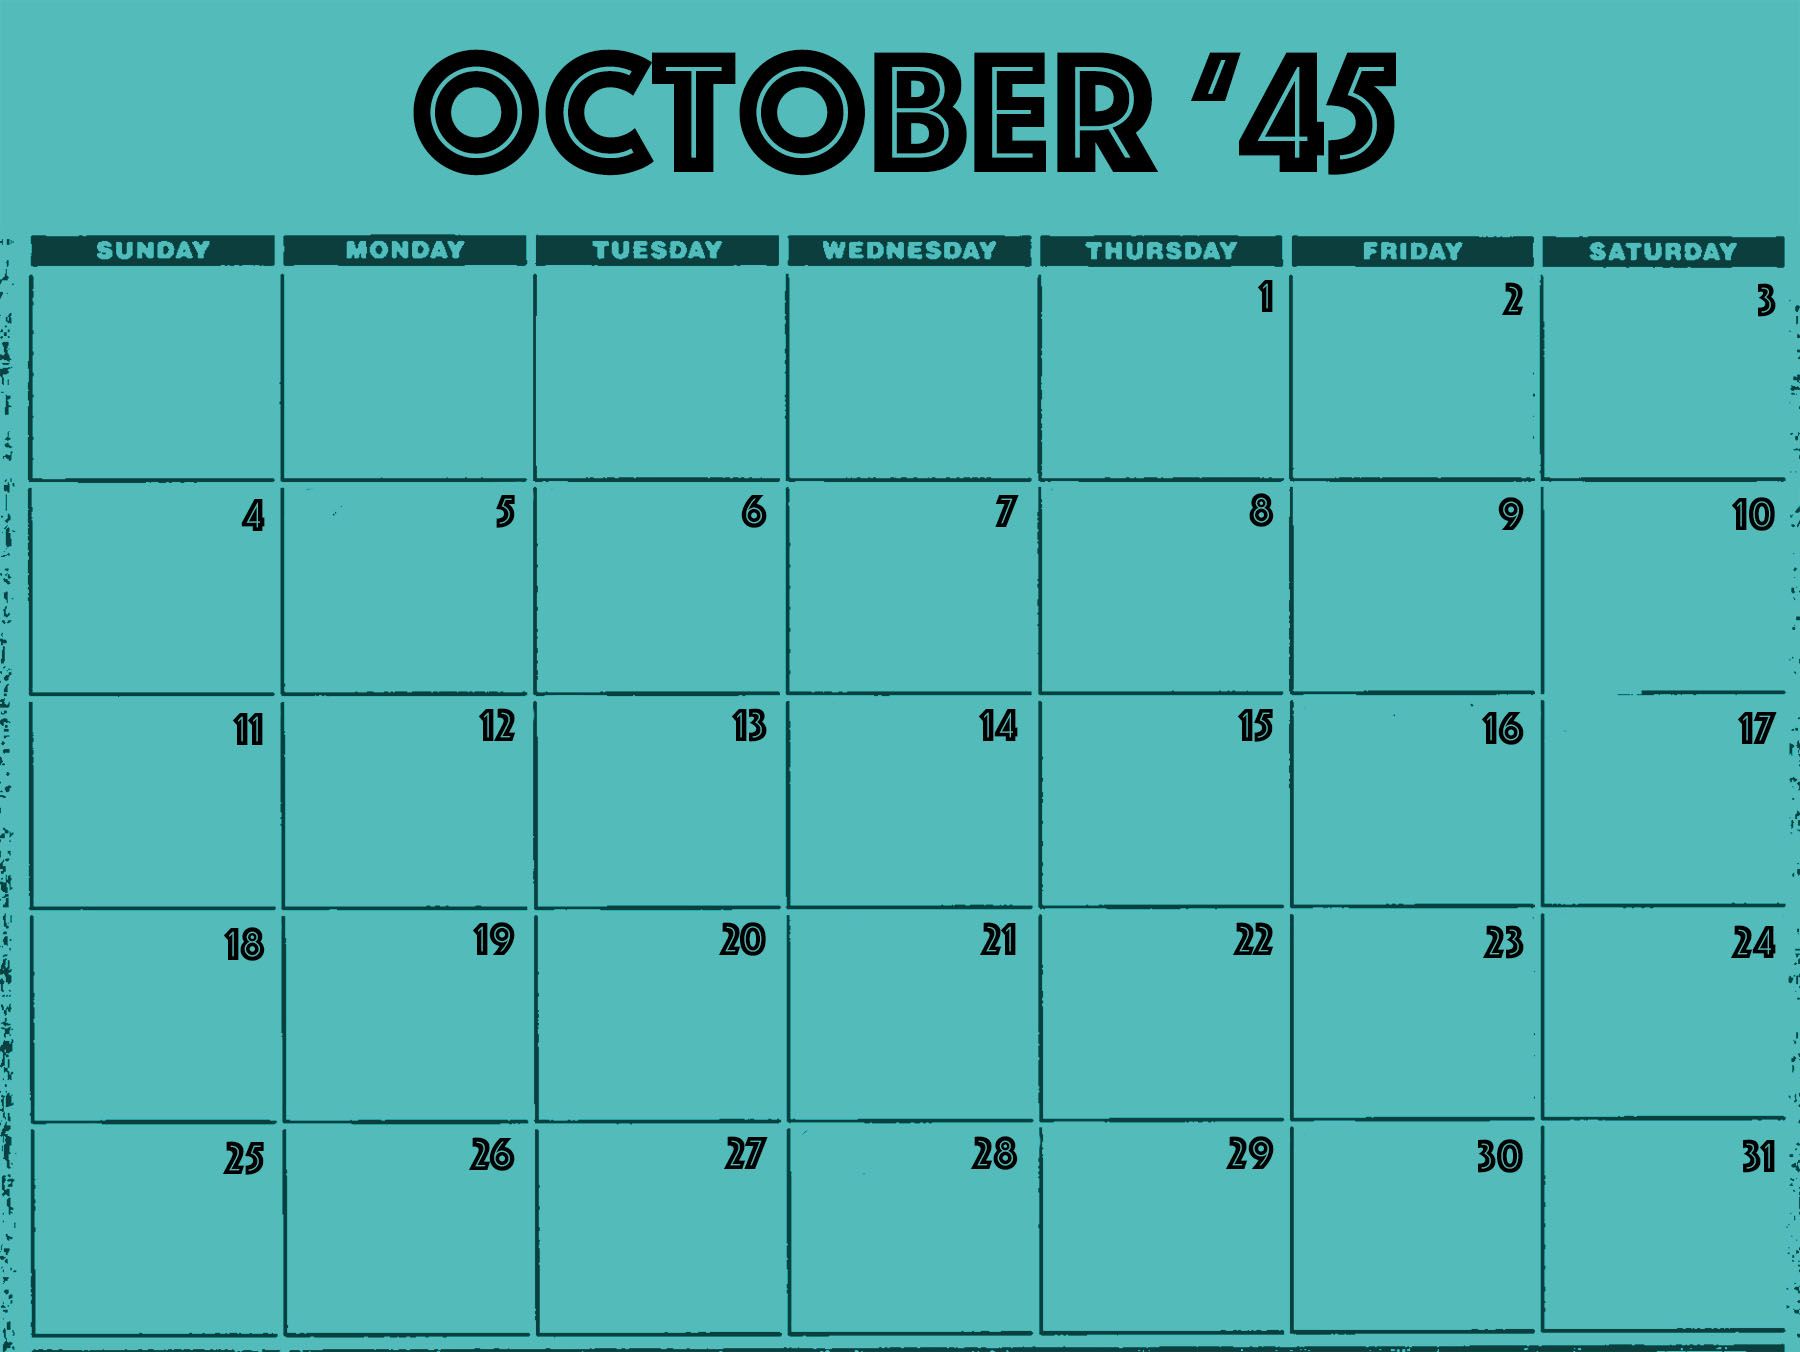 OCTOBER '45
SUNDAY MONDAY TUESDAY WEDNESDAY THURSDAY FRIDAY SATURDAY
1 2 3
4 5 6 7 8 9 10
11 12 13 14 15 16 17
18 19 20 21 22 23 24
25 26 27 28 29 30 31